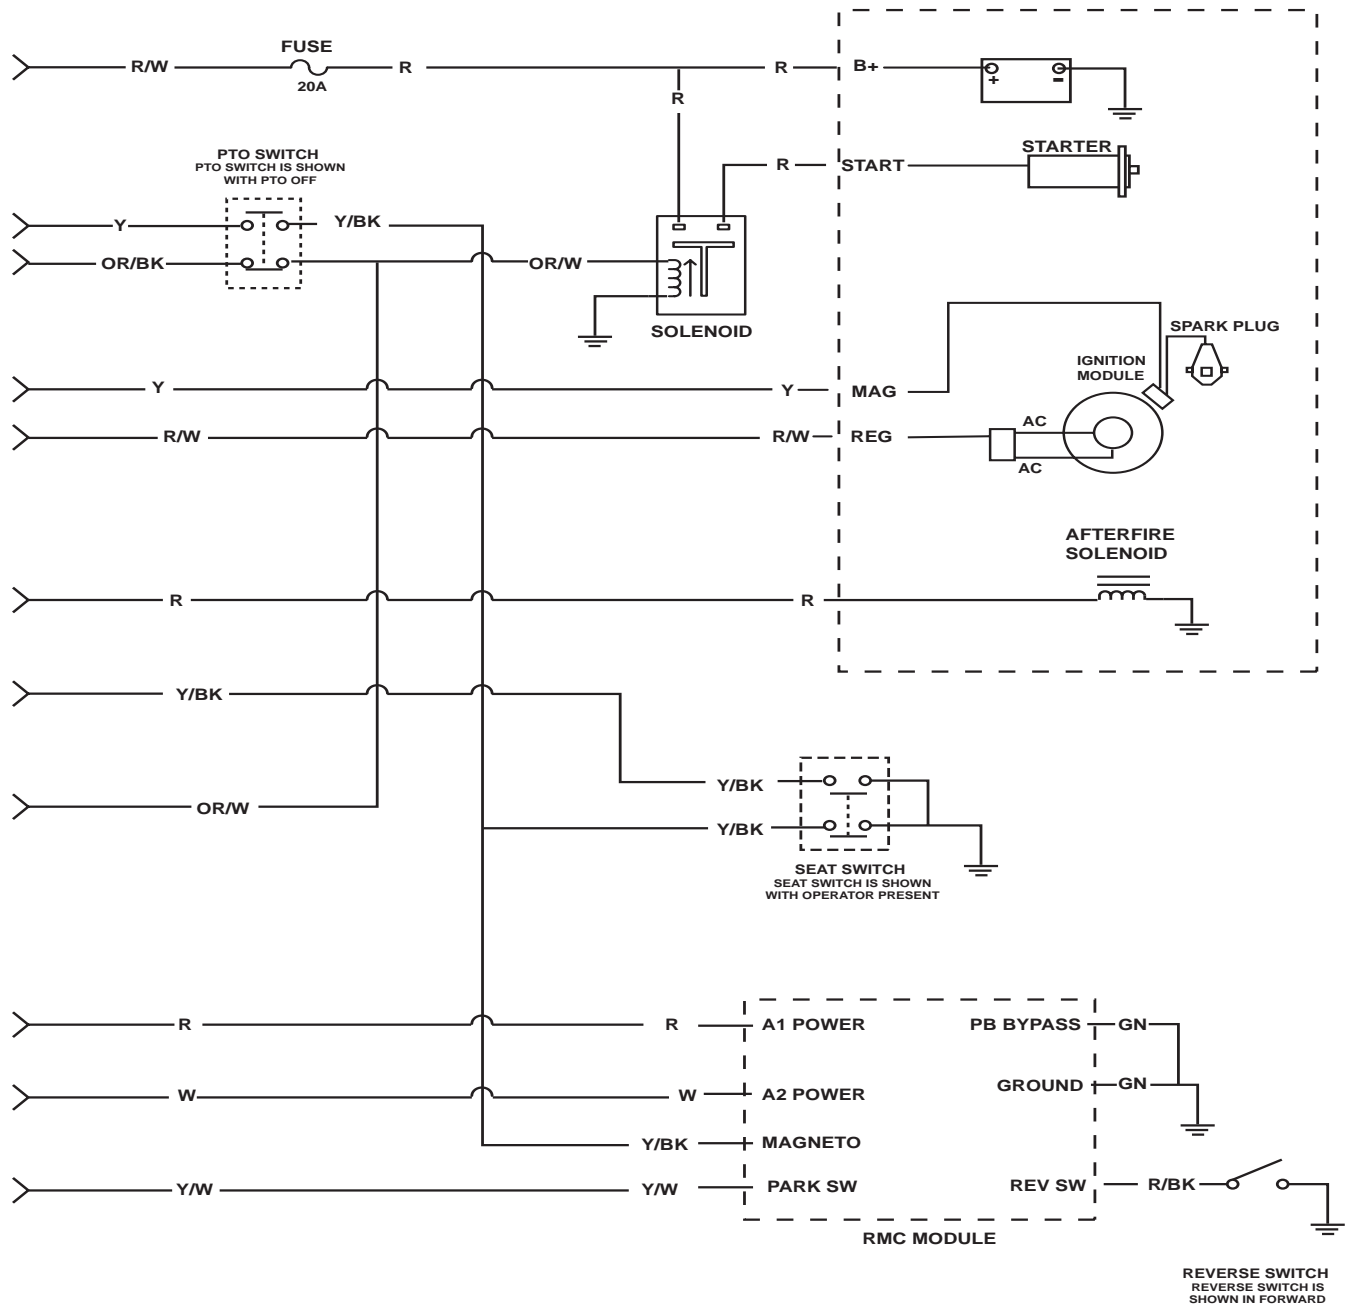 FUSE
R/W
R
20A
R
B+
+
-
R
R
START
STARTER
PTO SWITCH
PTO SWITCH IS SHOWN
WITH PTO OFF
Y
Y/BK
OR/BK
OR/W
SOLENOID
SPARK PLUG
IGNITION
MODULE
Y
Y
MAG
R/W
R/W
REG
AC
AC
AFTERFIRE
SOLENOID
R
R
Y/BK
Y/BK
OR/W
Y/BK
SEAT SWITCH
SEAT SWITCH IS SHOWN
WITH OPERATOR PRESENT
R
R
A1 POWER
PB BYPASS
GN
W
W
A2 POWER
GROUND
GN
Y/BK
MAGNETO
Y/W
Y/W
PARK SW
REV SW
R/BK
RMC MODULE
REVERSE SWITCH
REVERSE SWITCH IS
SHOWN IN FORWARD